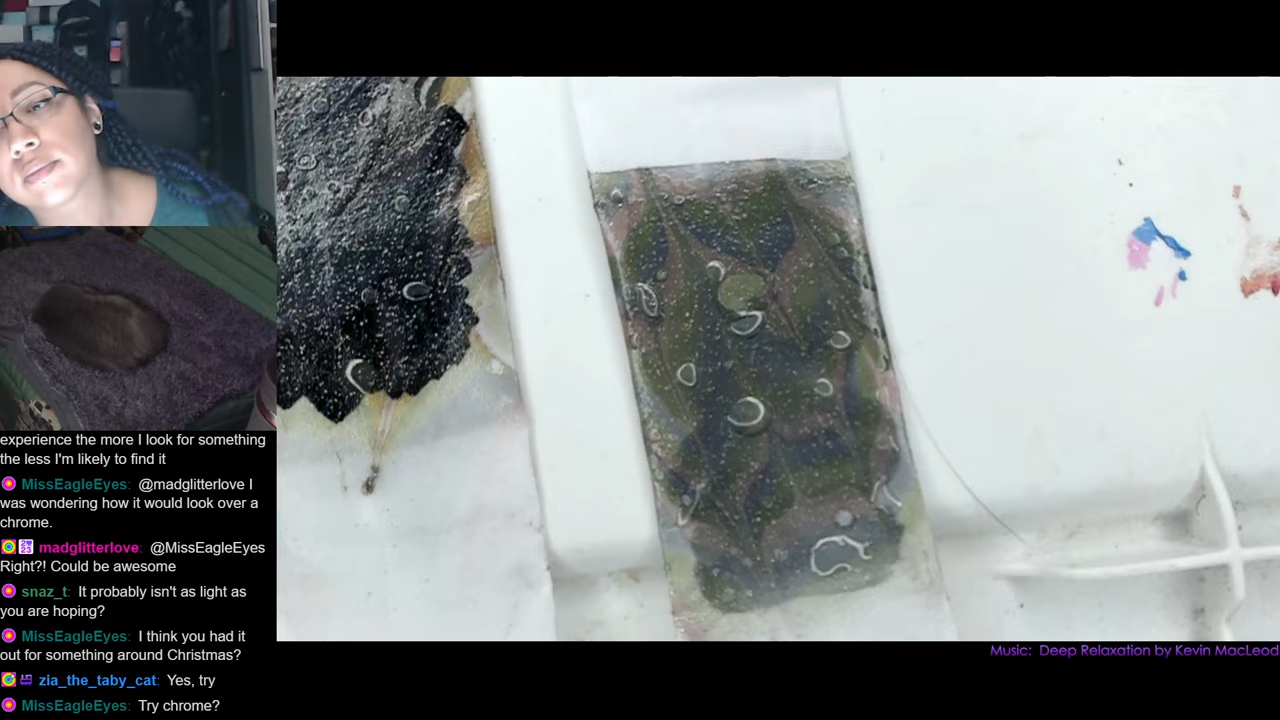 experience the more I look for something
the less I'm likely to find it
MissEagleEyes: @madglitterlove I
was wondering how it would look over a
chrome.
madglitterlove: @MissEagleEyes
Right?! Could be awesome
snaz_t: It probably isn't as light as
you are hoping?
MissEagleEyes: I think you had it
out for something around Christmas?
zia_the_taby_cat: Yes, try
MissEagleEyes: Try chrome?
Music: Deep Relaxation by Kevin MacLeod